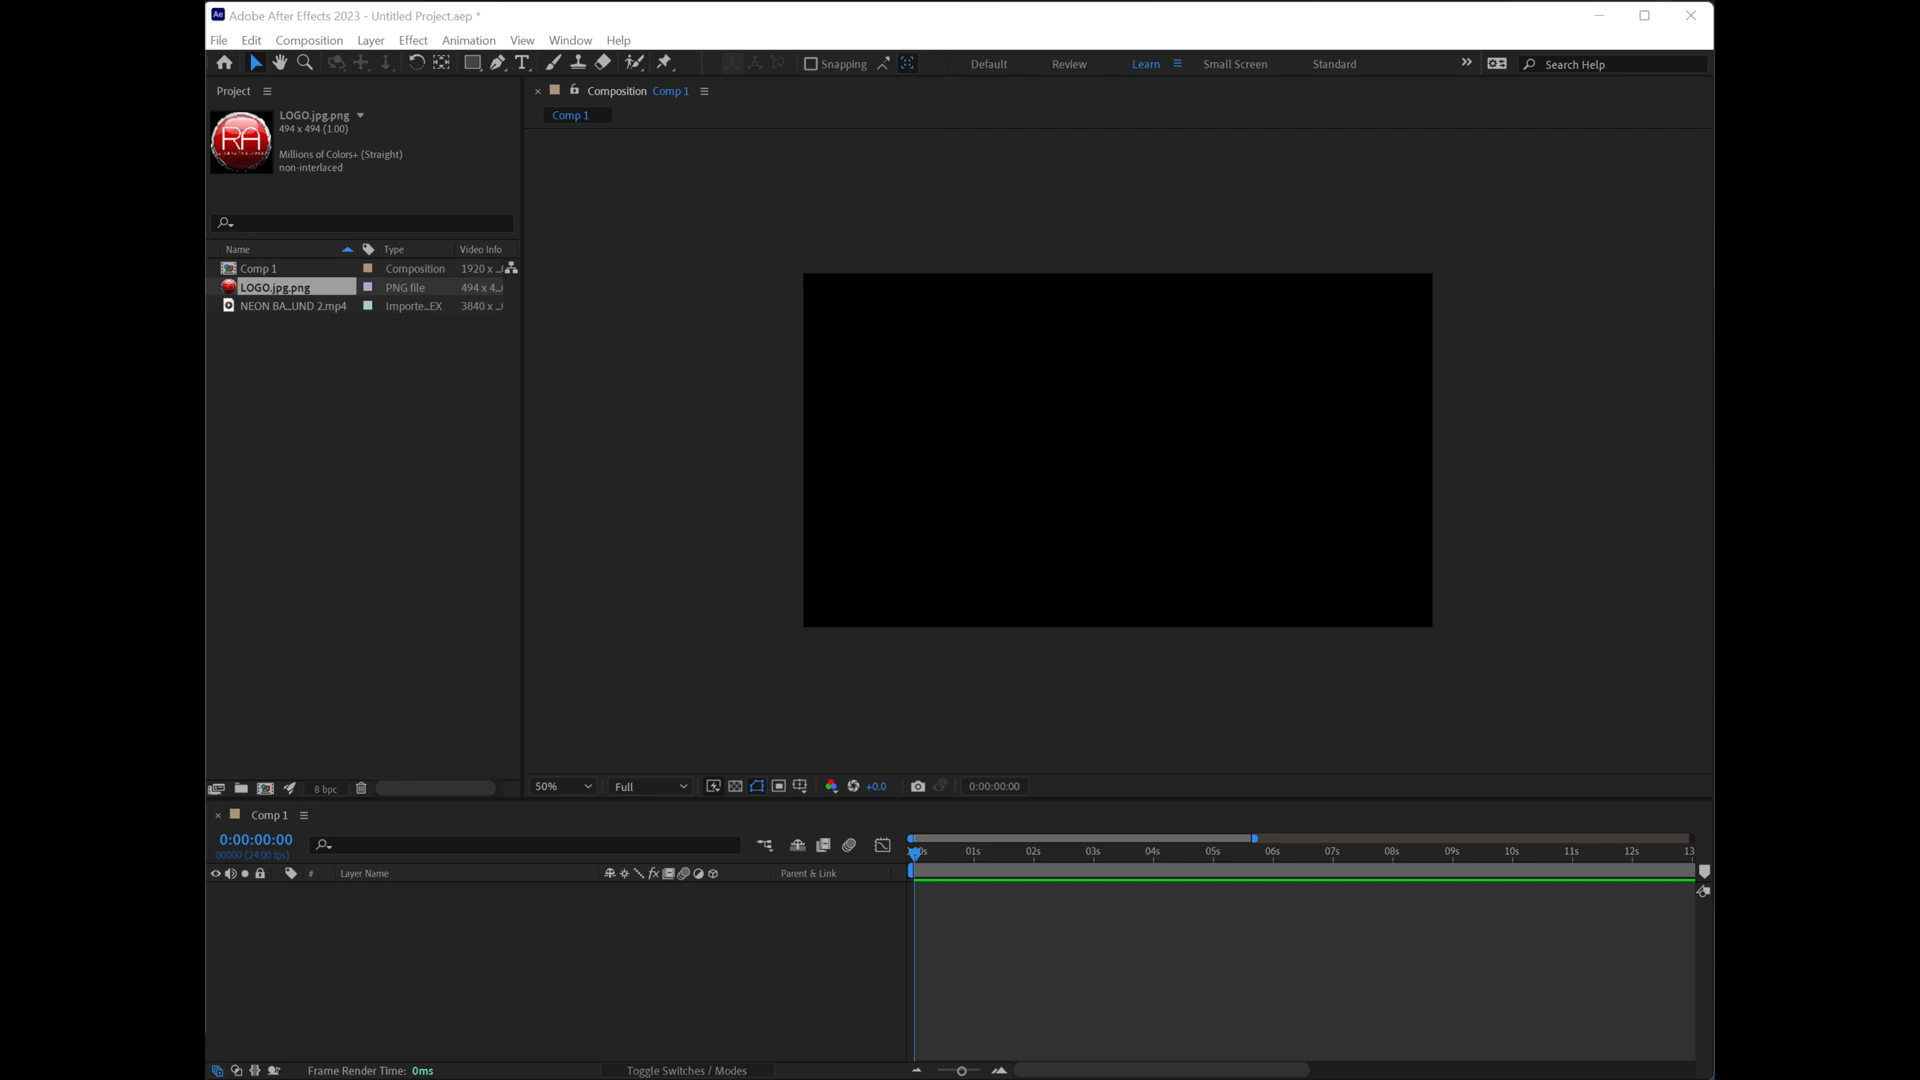 Ae Adobe After Effects 2023 - Untitled Project.aep *
File Edit Composition Layer Effect Animation View Window Help
Snapping Default Review Learn Small Screen Standard Search Help
Project
LOGO.jpg.png
494 x 494 (1.00)
Millions of Colors+ (Straight)
non-interlaced
RA
Name Type Video Info
Comp 1 Composition 1920 x ...(
LOGO.jpg.png PNG file 494 x 4...(
NEON BA...UND 2.mp4 Importe...EX 3840 x ...(
8 bpc
Composition Comp 1
Comp 1
50% Full +0.0 0:00:00:00
Comp 1
0:00:00:00
00000 (24.00 fps)
# Layer Name fx Parent & Link
01s 02s 03s 04s 05s 06s 07s 08s 09s 10s 11s 12s 13
Frame Render Time: 0ms Toggle Switches / Modes